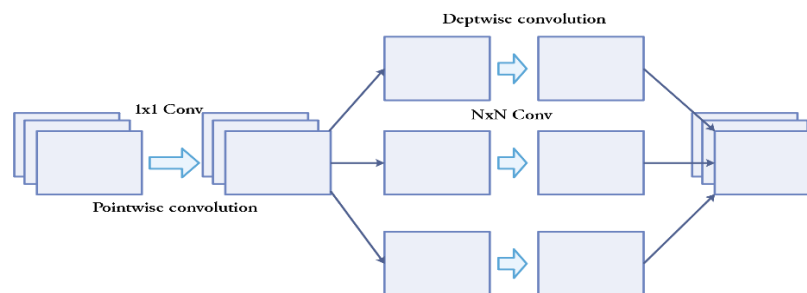 Deptwise convolution
1x1 Conv
NxN Conv
Pointwise convolution